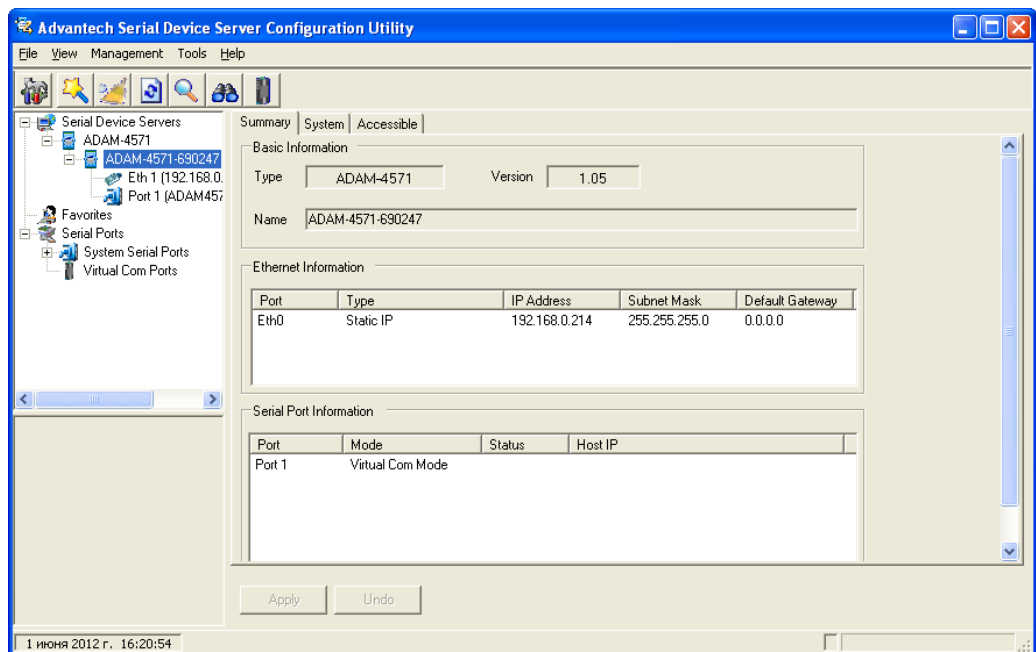 Advantech Serial Device Server Configuration Utility
File View Management Tools Help
Serial Device Servers
ADAM-4571
ADAM-4571-690247
Eth 1 (192.168.0.
Port 1 (ADAM457
Favorites
Serial Ports
System Serial Ports
Virtual Com Ports
Summary System Accessible
Basic Information
Type ADAM-4571 Version 1.05
Name ADAM-4571-690247
Ethernet Information
Port Type IP Address Subnet Mask Default Gateway
Eth0 Static IP 192.168.0.214 255.255.255.0 0.0.0.0
Serial Port Information
Port Mode Status Host IP
Port 1 Virtual Com Mode
Apply Undo
1 июня 2012 г. 16:20:54